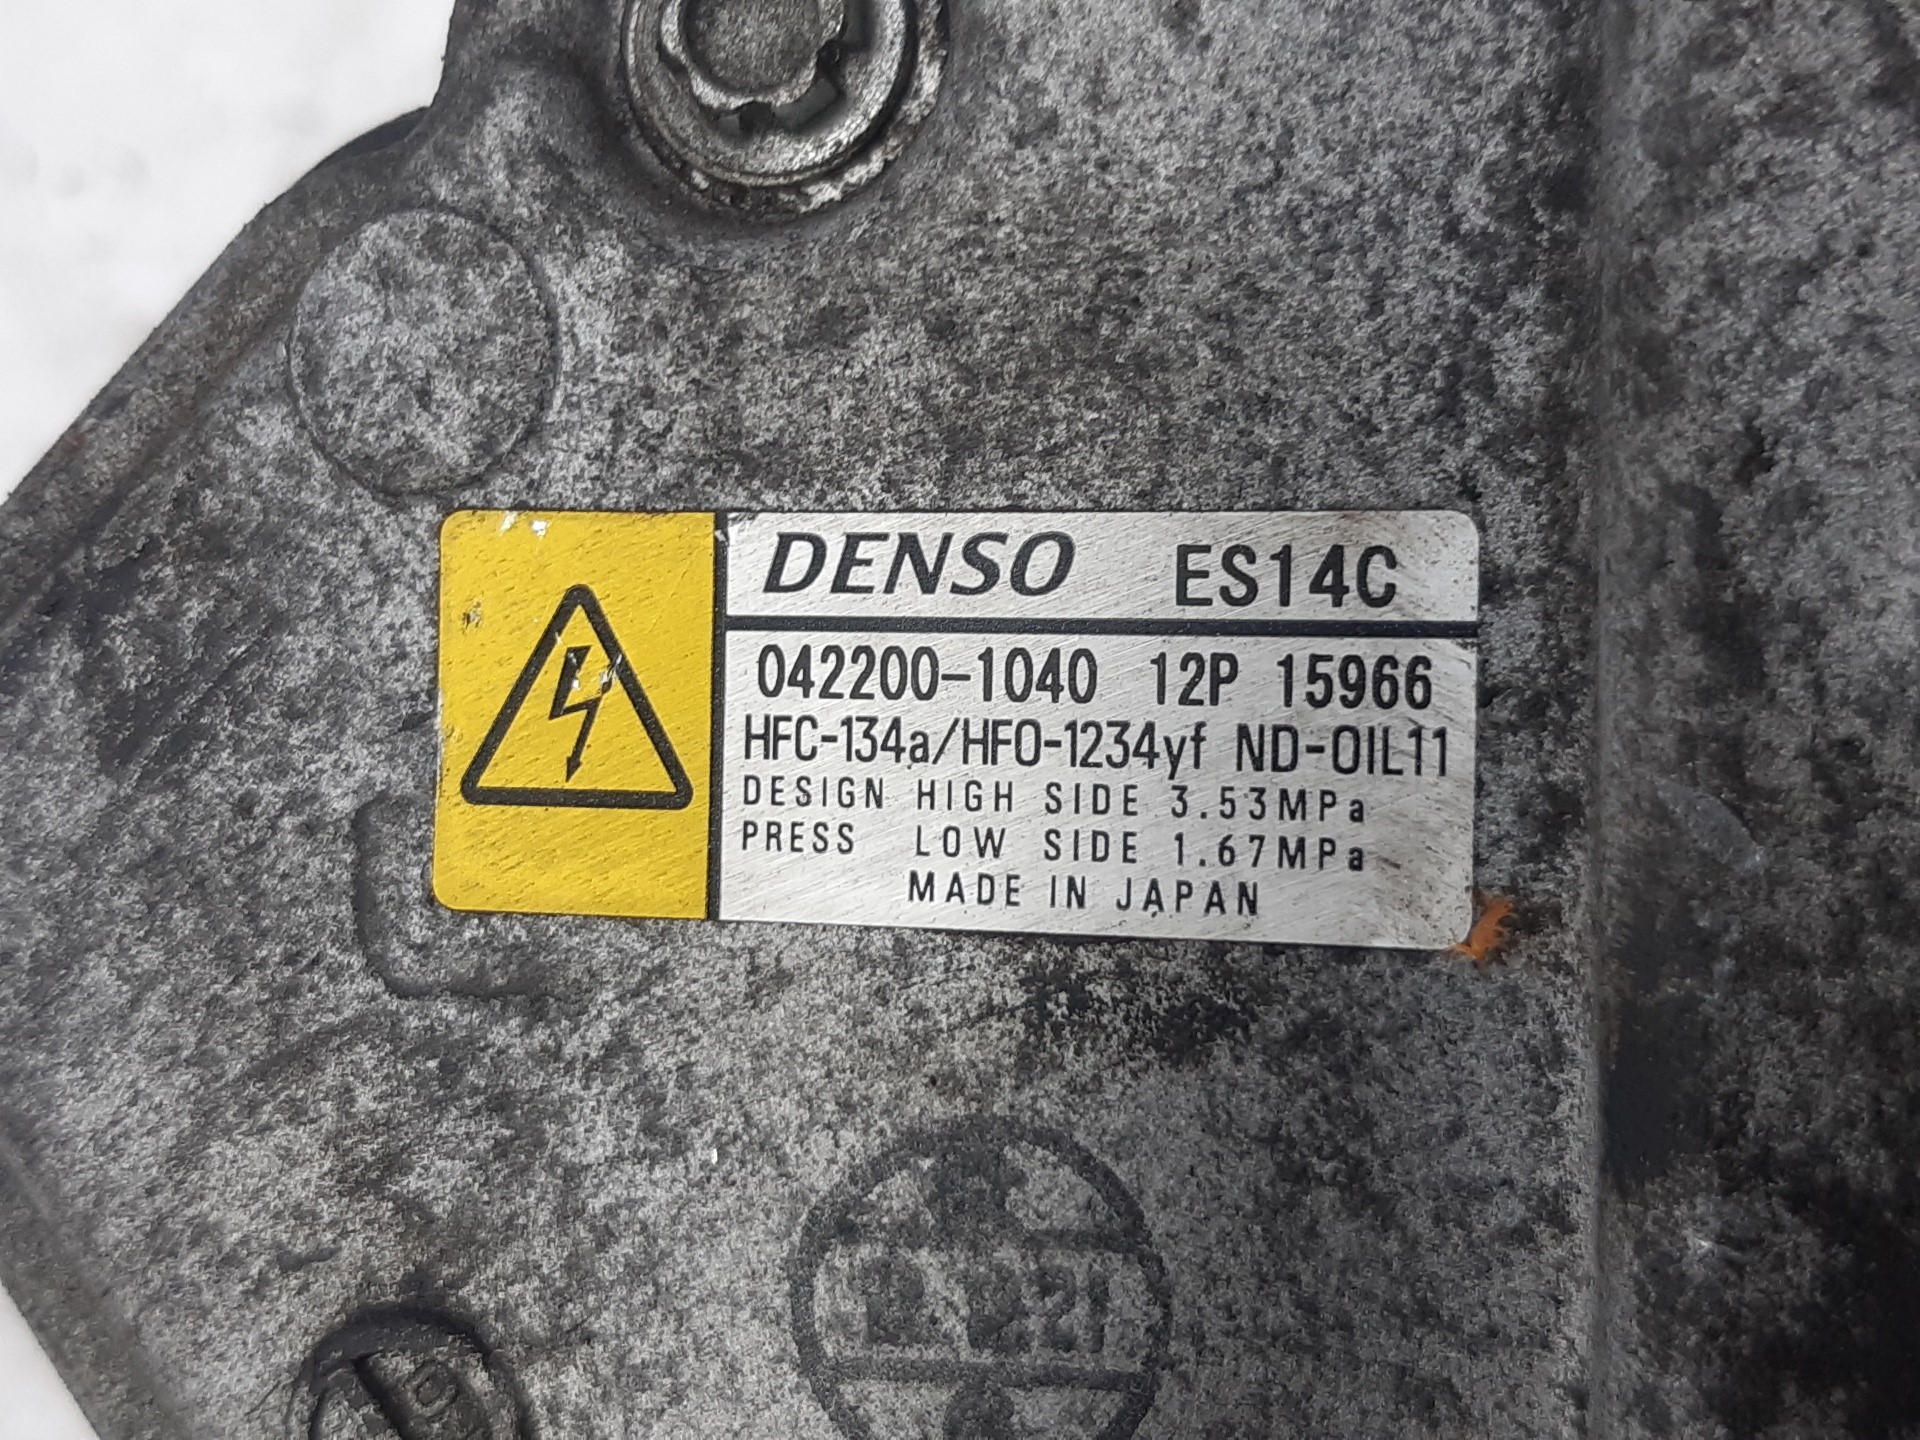 DENSO ES14C
042200-1040 12P 15966
HFC-134a/HFO-1234yf ND-OIL11
DESIGN HIGH SIDE 3.53MPa
PRESS LOW SIDE 1.67MPa
MADE IN JAPAN